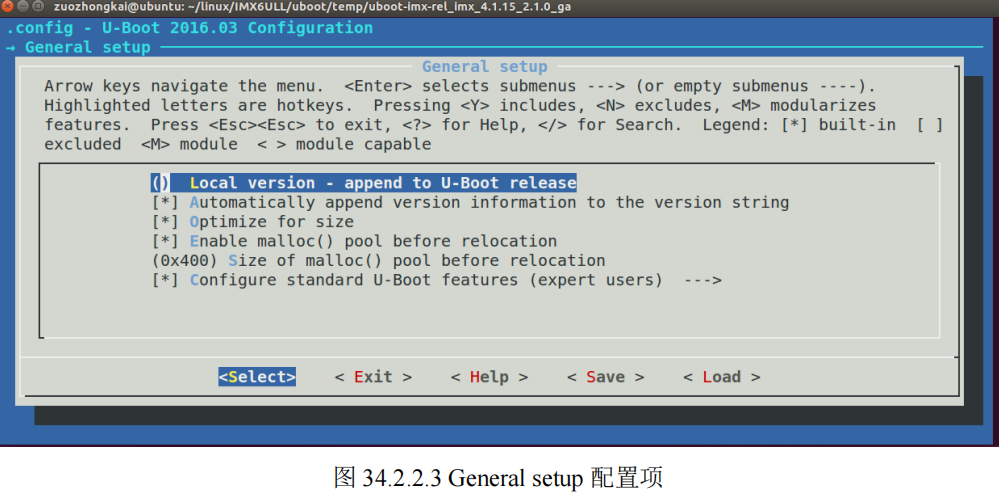 zuozhongkai@ubuntu: ~/linux/IMX6ULL/uboot/temp/uboot-imx-rel_imx_4.1.15_2.1.0_ga
.config - U-Boot 2016.03 Configuration
→ General setup
General setup
Arrow keys navigate the menu.  <Enter> selects submenus ---> (or empty submenus ----).
Highlighted letters are hotkeys.  Pressing <Y> includes, <N> excludes, <M> modularizes
features.  Press <Esc><Esc> to exit, <?> for Help, </> for Search.  Legend: [*] built-in  [ ]
excluded  <M> module  < > module capable
()  Local version - append to U-Boot release
[*] Automatically append version information to the version string
[*] Optimize for size
[*] Enable malloc() pool before relocation
(0x400) Size of malloc() pool before relocation
[*] Configure standard U-Boot features (expert users)  --->
<Select>    < Exit >    < Help >    < Save >    < Load >
图 34.2.2.3 General setup 配置项